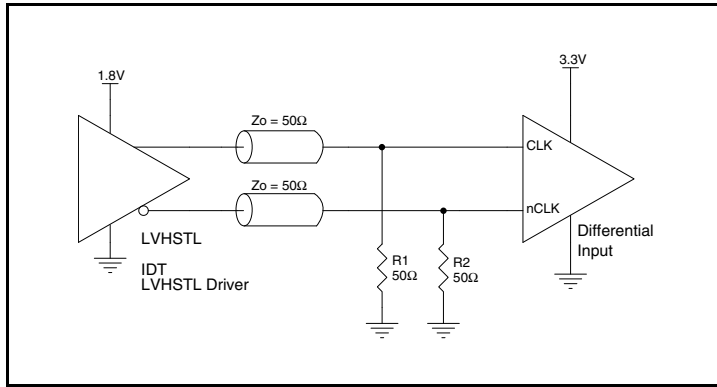 1.8V
3.3V
Zo = 50Ω
CLK
Zo = 50Ω
nCLK
LVHSTL
Differential
Input
IDT
LVHSTL Driver
R1
50Ω
R2
50Ω